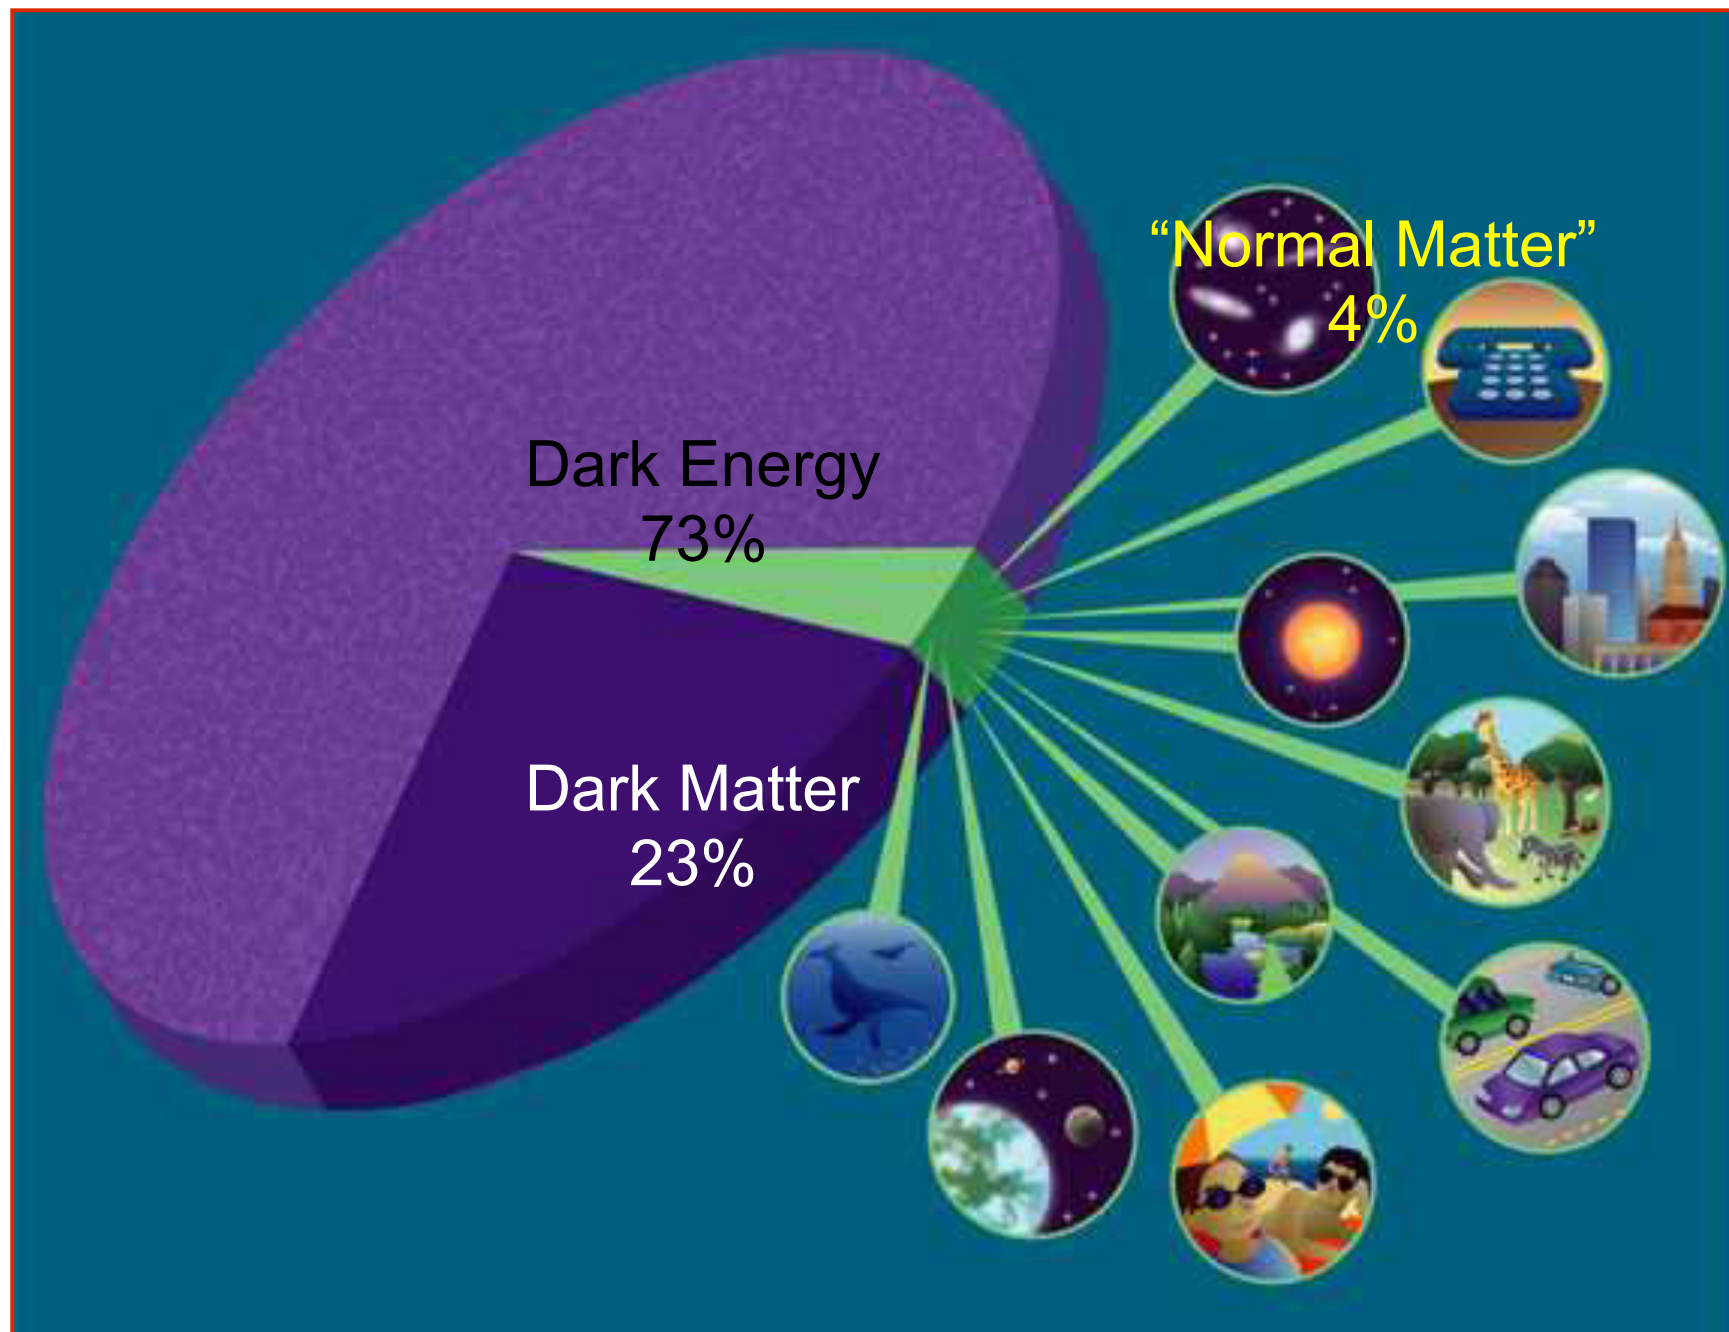 “Normal Matter”
4%
Dark Energy
73%
Dark Matter
23%